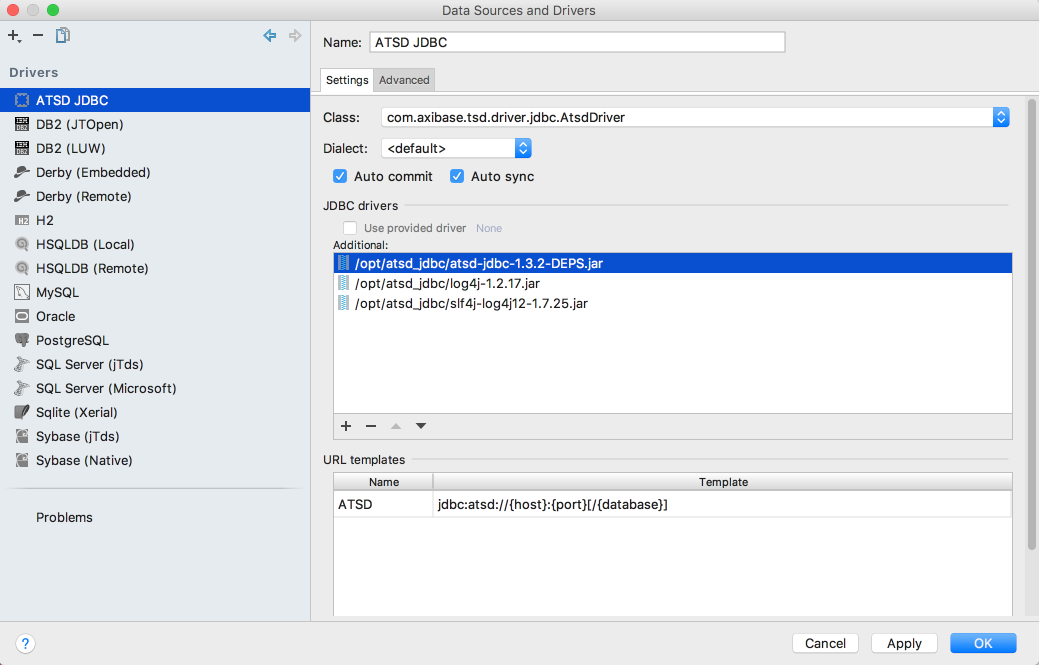 Data Sources and Drivers
Drivers
ATSD JDBC
DB2 (JTOpen)
DB2 (LUW)
Derby (Embedded)
Derby (Remote)
H2
HSQLDB (Local)
HSQLDB (Remote)
MySQL
Oracle
PostgreSQL
SQL Server (jTds)
SQL Server (Microsoft)
Sqlite (Xerial)
Sybase (jTds)
Sybase (Native)
Problems
Name: ATSD JDBC
Settings Advanced
Class: com.axibase.tsd.driver.jdbc.AtsdDriver
Dialect: <default>
Auto commit Auto sync
JDBC drivers
Use provided driver None
Additional:
/opt/atsd_jdbc/atsd-jdbc-1.3.2-DEPS.jar
/opt/atsd_jdbc/log4j-1.2.17.jar
/opt/atsd_jdbc/slf4j-log4j12-1.7.25.jar
URL templates
Name Template
ATSD jdbc:atsd://{host}:{port}[/{database}]
? Cancel Apply OK